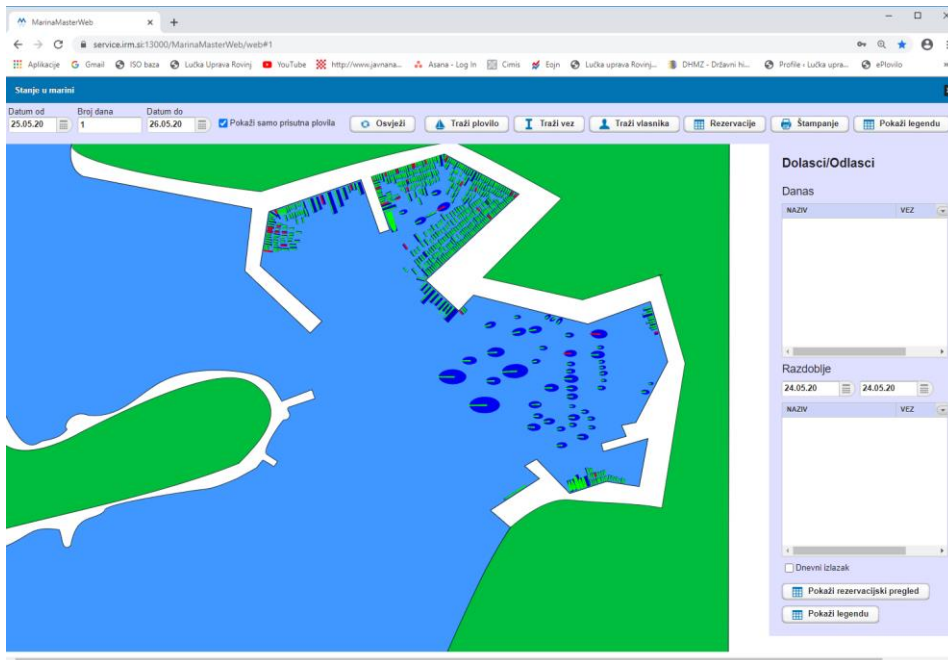 MarinaMasterWeb
service.irm.si:13000/MarinaMasterWeb/web#1
Aplikacije Gmail ISO baza Lučka Uprava Rovinj YouTube http://www.javnana... Asana - Log In Cimis Eojn Lučka uprava Rovinj... DHMZ - Državni hi... Profile - Lučka upra... ePlovilo
Stanje u marini
Datum od Broj dana Datum do
25.05.20 1 26.05.20 Pokaži samo prisutna plovila Osvježi Traži plovilo Traži vez Traži vlasnika Rezervacije Štampanje Pokaži legendu
Dolasci/Odlasci
Danas
NAZIV VEZ
Razdoblje
24.05.20 24.05.20
NAZIV VEZ
Dnevni izlazak
Pokaži rezervacijski pregled
Pokaži legendu